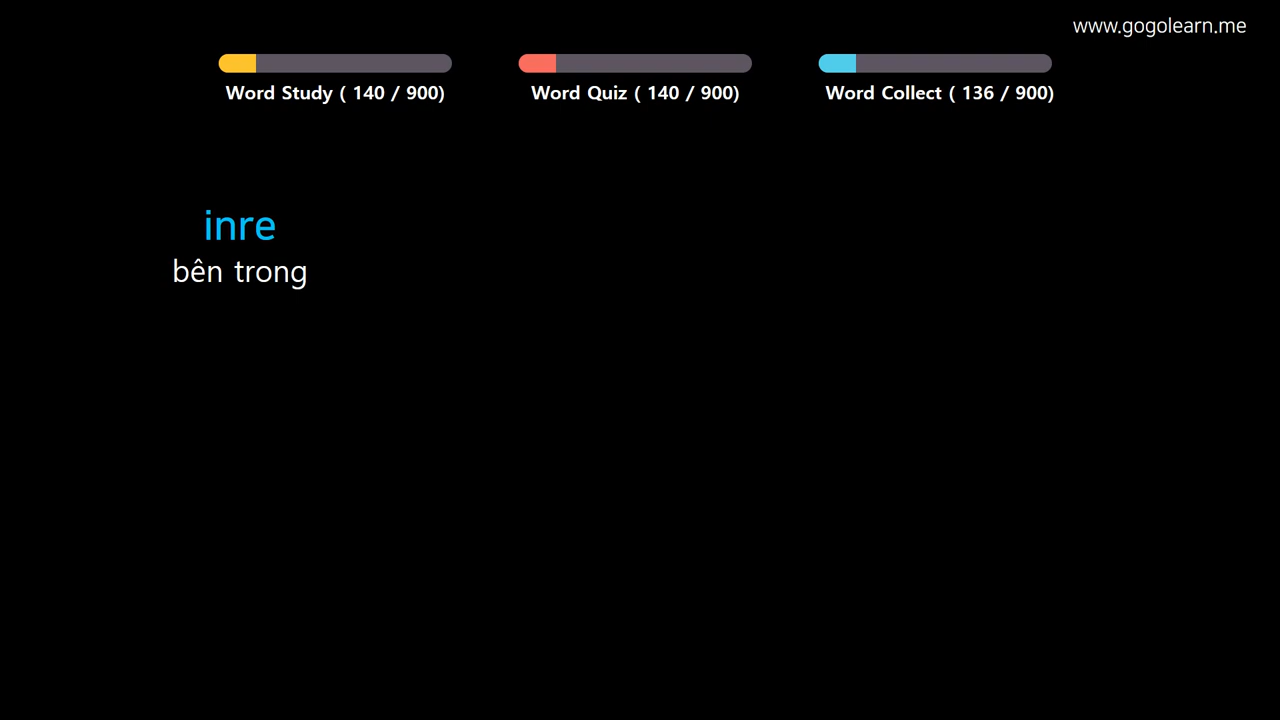 www.gogolearn.me
Word Study ( 140 / 900)
Word Quiz ( 140 / 900)
Word Collect ( 136 / 900)
inre
bên trong